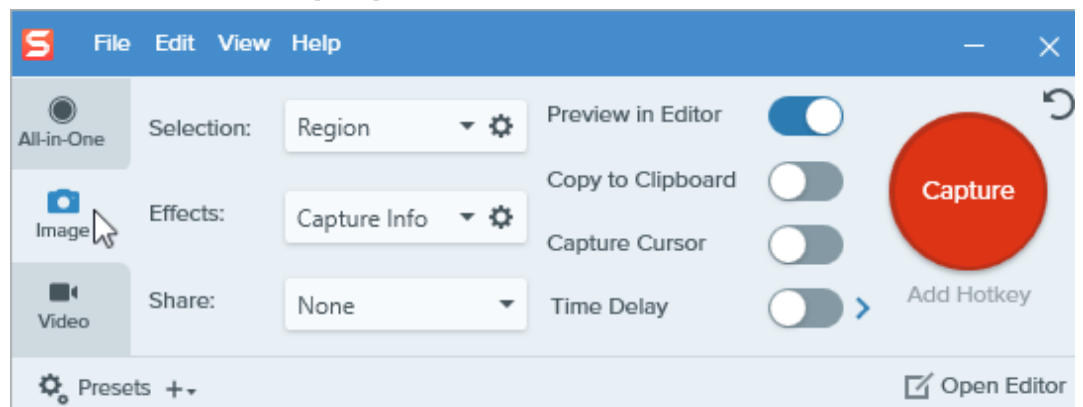 S File Edit View Help
All-in-One
Image
Video
Selection: Region
Effects: Capture Info
Share: None
Preview in Editor
Copy to Clipboard
Capture Cursor
Time Delay
Capture
Add Hotkey
Presets
Open Editor